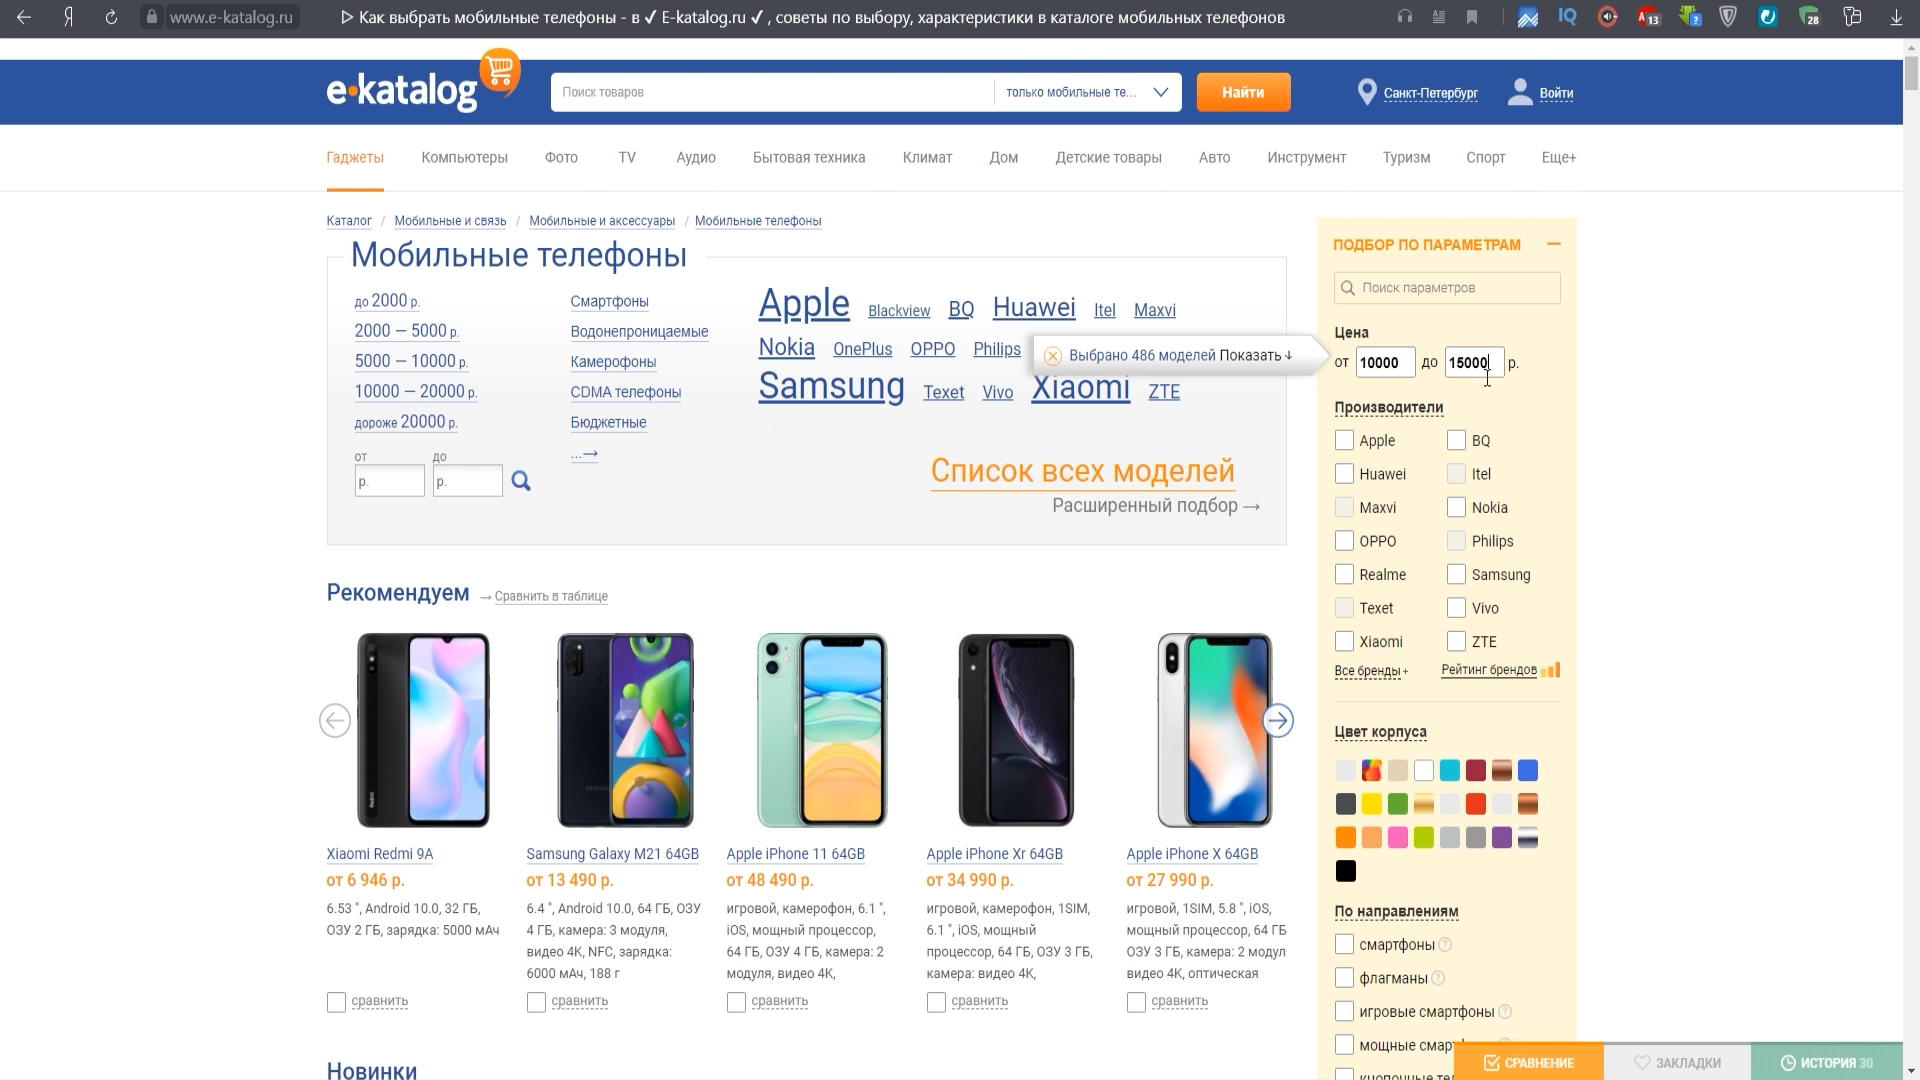 www.e-katalog.ru
▷ Как выбрать мобильные телефоны - в ✓ E-katalog.ru ✓ , советы по выбору, характеристики в каталоге мобильных телефонов
13
28
e-katalog
Поиск товаров
только мобильные те...
Найти
Санкт-Петербург
Войти
Гаджеты Компьютеры Фото TV Аудио Бытовая техника Климат Дом Детские товары Авто Инструмент Туризм Спорт Еще+
Каталог / Мобильные и связь / Мобильные и аксессуары / Мобильные телефоны
Мобильные телефоны
до 2000 р.
2000 — 5000 р.
5000 — 10000 р.
10000 — 20000 р.
дороже 20000 р.
от до
р. р.
Смартфоны
Водонепроницаемые
Камерофоны
CDMA телефоны
Бюджетные
...→
Apple Blackview BQ Huawei Itel Maxvi
Nokia OnePlus OPPO Philips
Samsung Texet Vivo Xiaomi ZTE
Выбрано 486 моделей Показать ↓
Список всех моделей
Расширенный подбор →
ПОДБОР ПО ПАРАМЕТРАМ
Поиск параметров
Цена
от 10000 до 15000 р.
Производители
Apple BQ
Huawei Itel
Maxvi Nokia
OPPO Philips
Realme Samsung
Texet Vivo
Xiaomi ZTE
Все бренды + Рейтинг брендов
Цвет корпуса
По направлениям
смартфоны ?
флагманы ?
игровые смартфоны ?
мощные смар
Рекомендуем → Сравнить в таблице
Xiaomi Redmi 9A
от 6 946 р.
6.53 ", Android 10.0, 32 ГБ,
ОЗУ 2 ГБ, зарядка: 5000 мАч
сравнить
Samsung Galaxy M21 64GB
от 13 490 р.
6.4 ", Android 10.0, 64 ГБ, ОЗУ
4 ГБ, камера: 3 модуля,
видео 4K, NFC, зарядка:
6000 мАч, 188 г
сравнить
Apple iPhone 11 64GB
от 48 490 р.
игровой, камерофон, 6.1 ",
iOS, мощный процессор,
64 ГБ, ОЗУ 4 ГБ, камера: 2
модуля, видео 4K,
сравнить
Apple iPhone Xr 64GB
от 34 990 р.
игровой, камерофон, 1SIM,
6.1 ", iOS, мощный
процессор, 64 ГБ, ОЗУ 3 ГБ,
камера: видео 4K,
сравнить
Apple iPhone X 64GB
от 27 990 р.
игровой, 1SIM, 5.8 ", iOS,
мощный процессор, 64 ГБ
ОЗУ 3 ГБ, камера: 2 модул
видео 4K, оптическая
сравнить
Новинки
СРАВНЕНИЕ
ЗАКЛАДКИ
ИСТОРИЯ 30